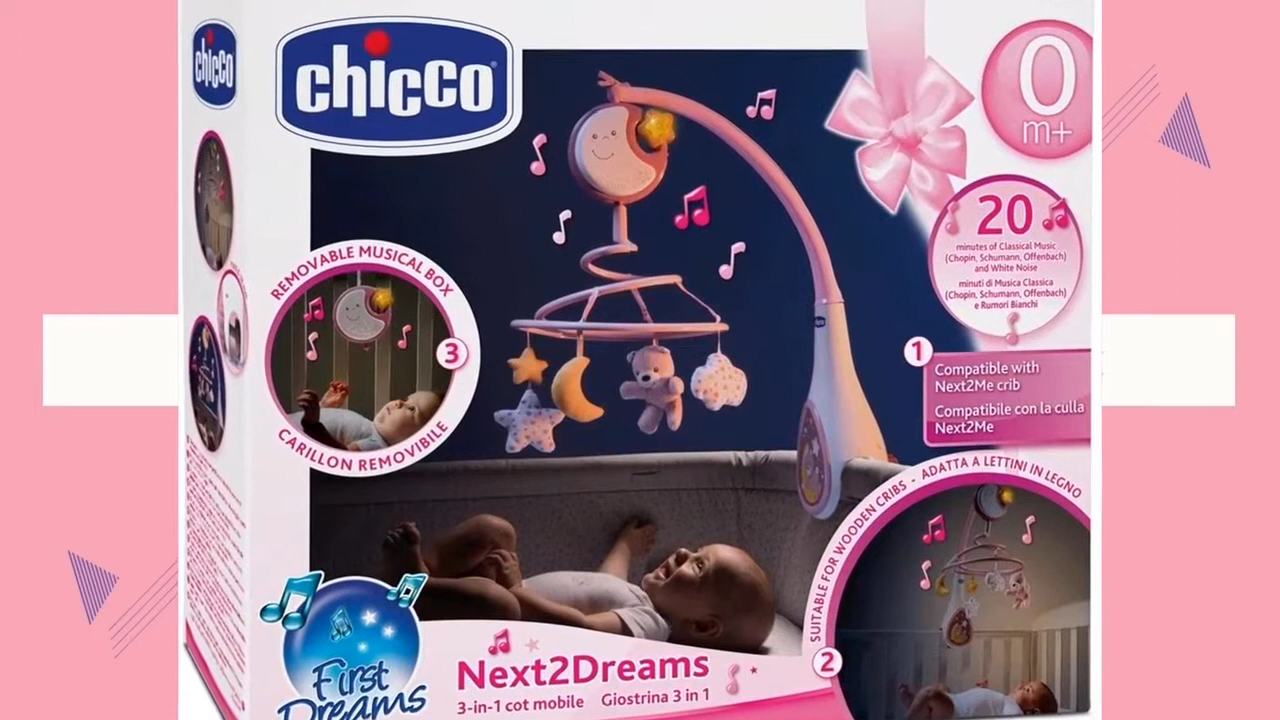 chicco
chicco
0
m+
20
minutes of Classical Music
(Chopin, Schumann, Offenbach)
and White Noise
minuti di Musica Classica
(Chopin, Schumann, Offenbach)
e Rumori Bianchi
REMOVABLE MUSICAL BOX
3
CARILLON REMOVIBILE
1
Compatible with
Next2Me crib
Compatibile con la culla
Next2Me
SUITABLE FOR WOODEN CRIBS - ADATTA A LETTINI IN LEGNO
2
First
Dreams
Next2Dreams
3-in-1 cot mobile Giostrina 3 in 1